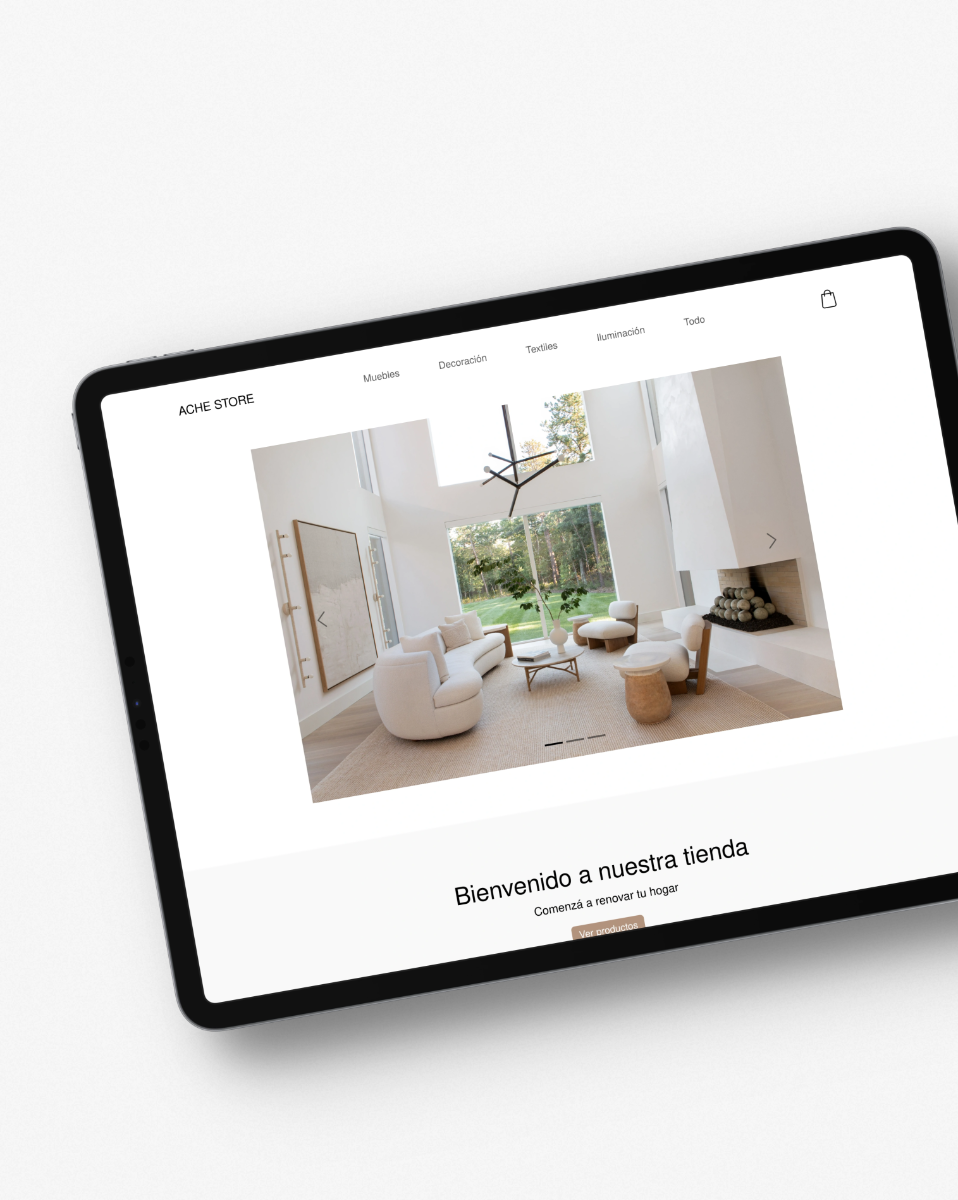 ACHE STORE
Muebles
Decoración
Textiles
Iluminación
Todo
Bienvenido a nuestra tienda
Comenzá a renovar tu hogar
Ver productos